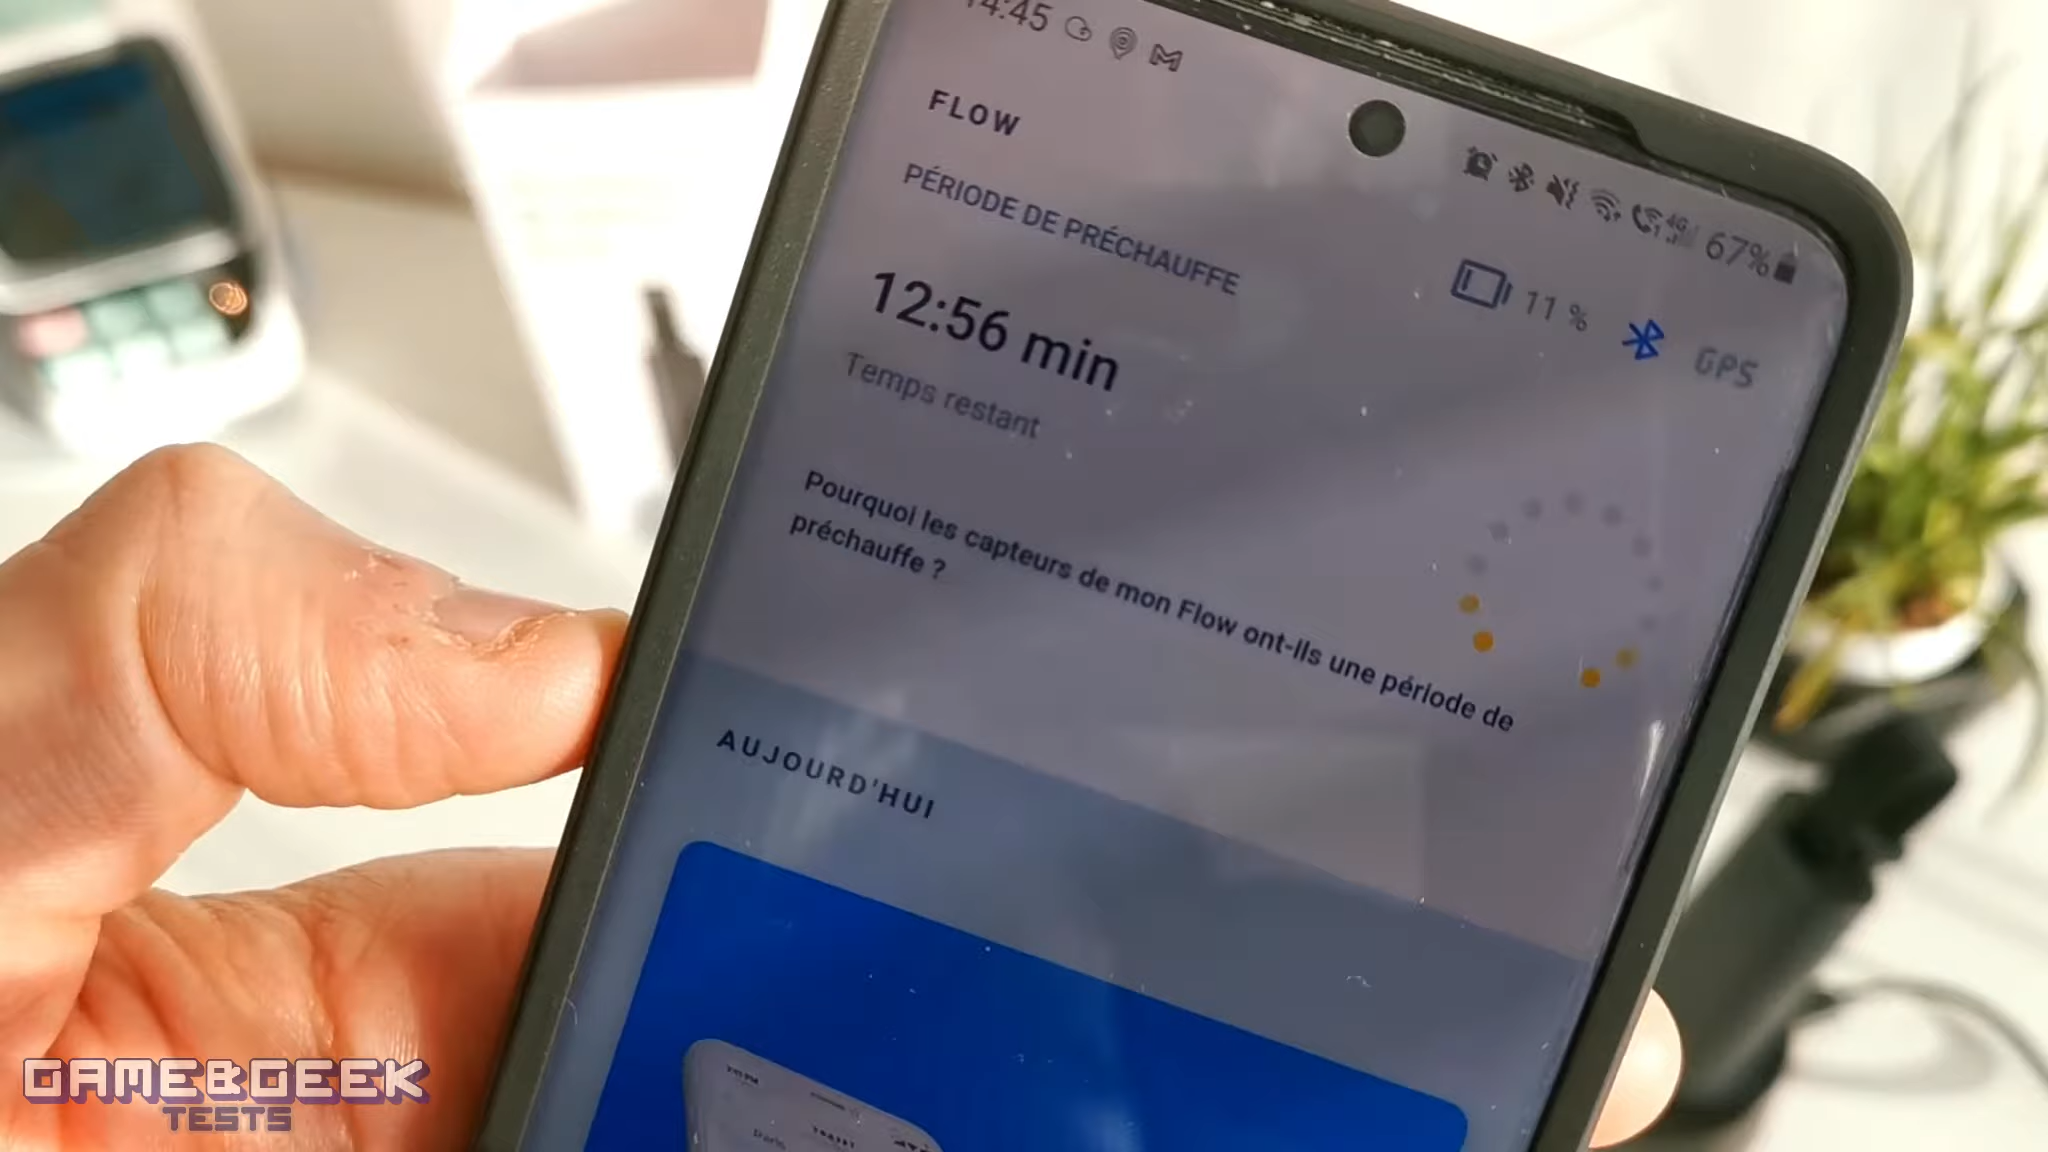 14:45
FLOW
67%
PÉRIODE DE PRÉCHAUFFE
11 %
GPS
12:56 min
Temps restant
Pourquoi les capteurs de mon Flow ont-ils une période de
préchauffe ?
AUJOURD'HUI
Paris
GAME&GEEK
TESTS